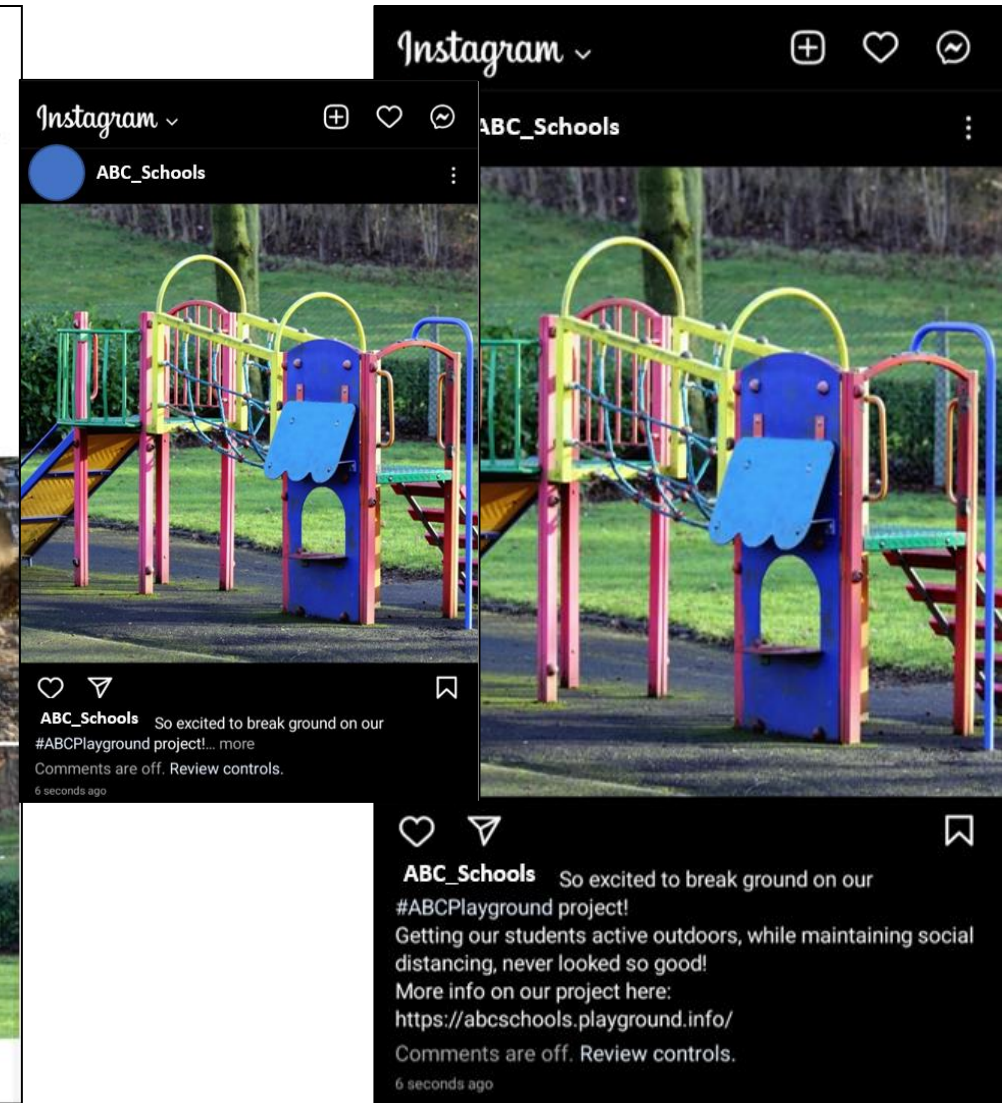 Instagram
ABC_Schools
ABC_Schools So excited to break ground on our
#ABCPlayground project!... more
Comments are off. Review controls.
6 seconds ago
Instagram
ABC_Schools
ABC_Schools So excited to break ground on our
#ABCPlayground project!
Getting our students active outdoors, while maintaining social
distancing, never looked so good!
More info on our project here:
https://abcschools.playground.info/
Comments are off. Review controls.
6 seconds ago